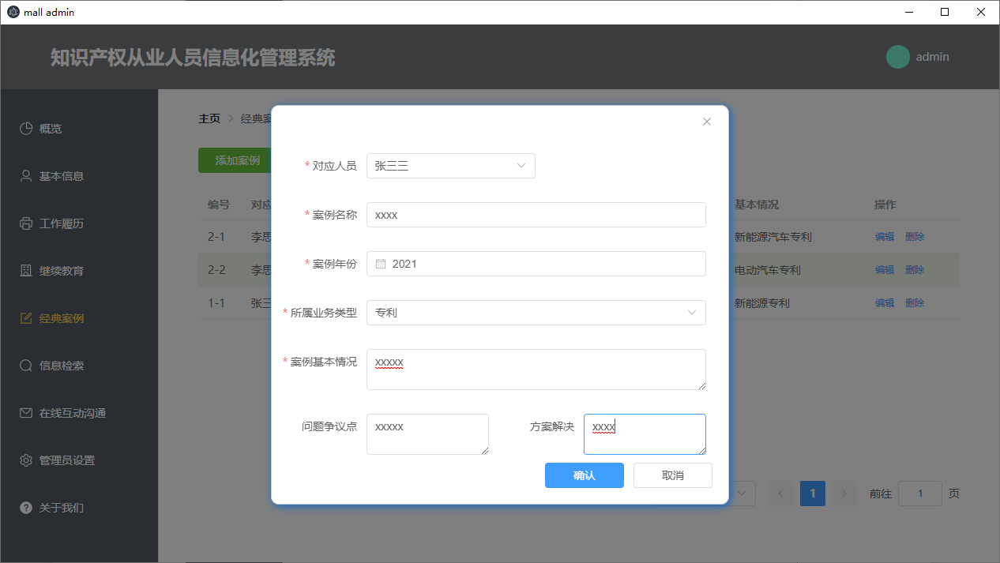 mall admin
知识产权从业人员信息化管理系统
admin
概览
基本信息
工作履历
继续教育
经典案例
信息检索
在线互动沟通
管理员设置
关于我们
主页 > 经典案
添加案例
编号 对应 基本情况 操作
2-1 李思 新能源汽车专利 编辑 删除
2-2 李思 电动汽车专利 编辑 删除
1-1 张三 新能源专利 编辑 删除
* 对应人员 张三三
* 案例名称 xxxx
* 案例年份 2021
* 所属业务类型 专利
* 案例基本情况 xxxxx
问题争议点 xxxxx 方案解决 xxxx
确认 取消
1 前往 1 页